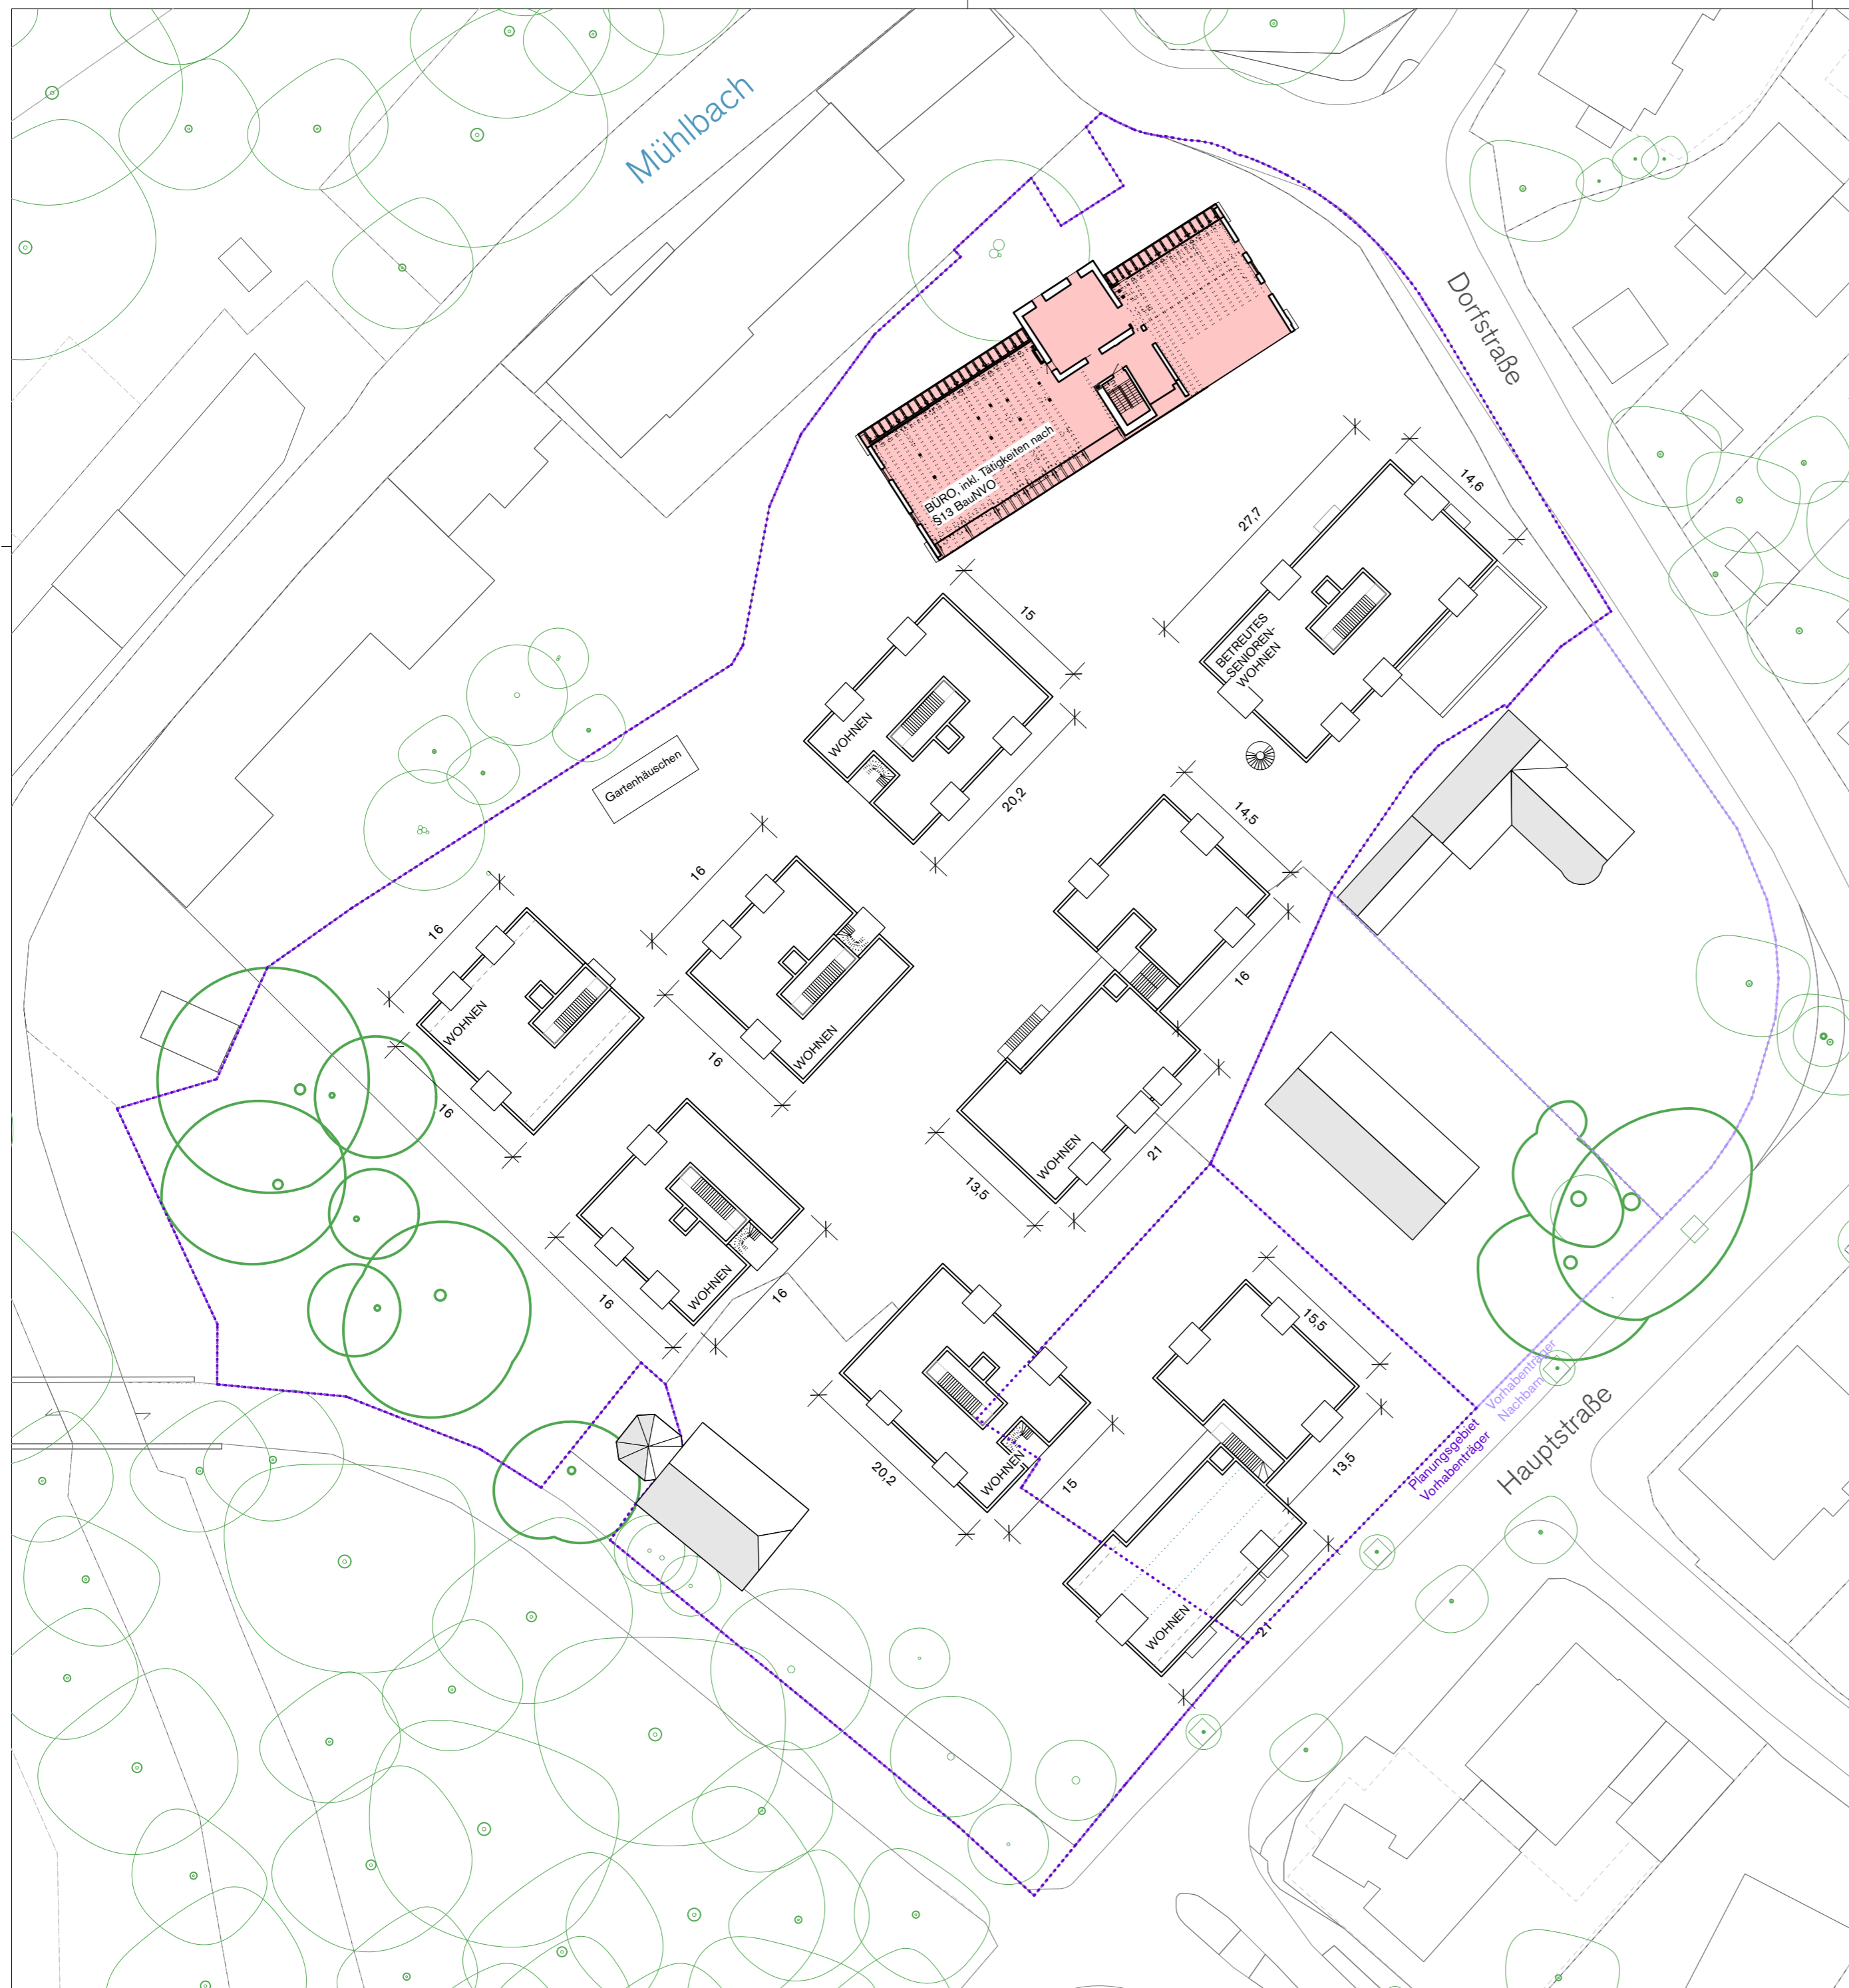 Mühlbach
Dorfstraße
BÜRO, inkl. Tätigkeiten nach
§13 BauNVO
14,6
27,7
BETREUTES
SENIOREN-
WOHNEN
15
WOHNEN
20,2
Gartenhäuschen
14,5
16
16
WOHNEN
16
16
WOHNEN
16
16
WOHNEN
21
13,5
WOHNEN
16
16
15,5
WOHNEN
20,2
15
13,5
WOHNEN
21
Vorhabenträger
Nachbarn
Planungsgebiet
Vorhabenträger
Hauptstraße